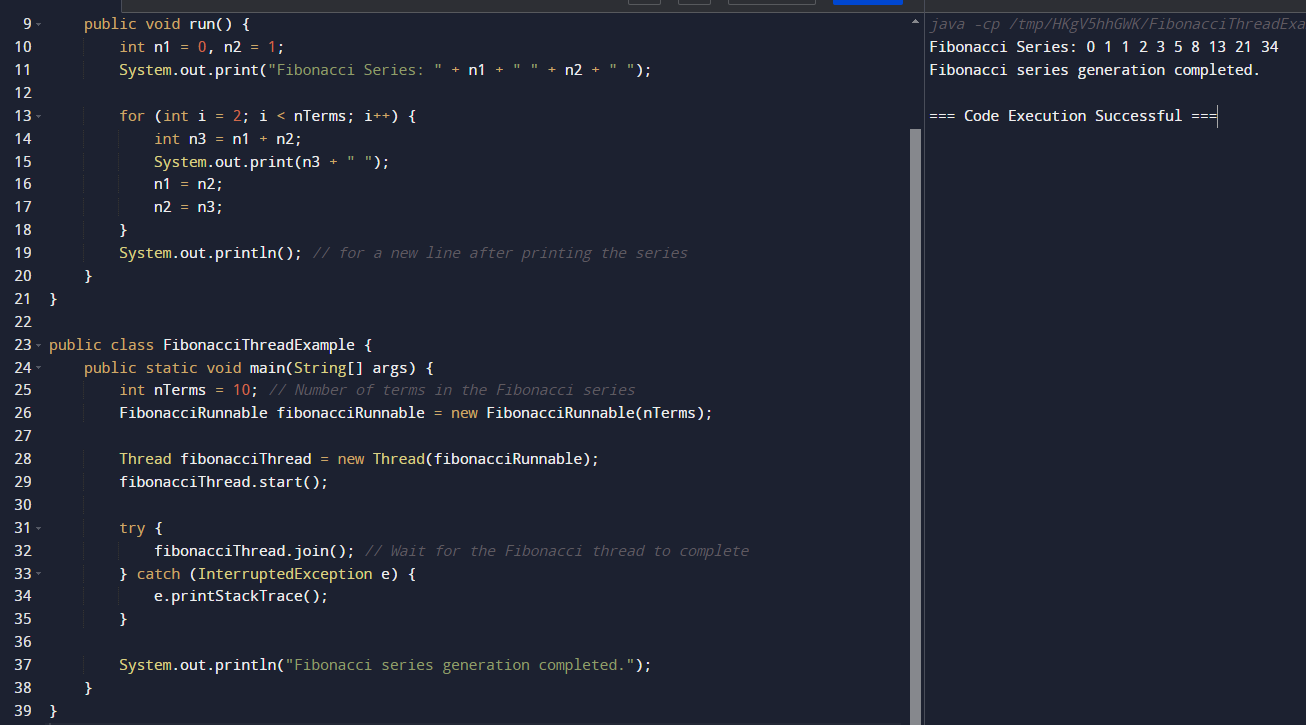 9 public void run() {
10 int n1 = 0, n2 = 1;
11 System.out.print("Fibonacci Series: " + n1 + " " + n2 + " ");
12
13 for (int i = 2; i < nTerms; i++) {
14 int n3 = n1 + n2;
15 System.out.print(n3 + " ");
16 n1 = n2;
17 n2 = n3;
18 }
19 System.out.println(); // for a new line after printing the series
20 }
21 }
22
23 public class FibonacciThreadExample {
24 public static void main(String[] args) {
25 int nTerms = 10; // Number of terms in the Fibonacci series
26 FibonacciRunnable fibonacciRunnable = new FibonacciRunnable(nTerms);
27
28 Thread fibonacciThread = new Thread(fibonacciRunnable);
29 fibonacciThread.start();
30
31 try {
32 fibonacciThread.join(); // Wait for the Fibonacci thread to complete
33 } catch (InterruptedException e) {
34 e.printStackTrace();
35 }
36
37 System.out.println("Fibonacci series generation completed.");
38 }
39 }
java -cp /tmp/HKgV5hhGWK/FibonacciThreadExa
Fibonacci Series: 0 1 1 2 3 5 8 13 21 34
Fibonacci series generation completed.
=== Code Execution Successful ===